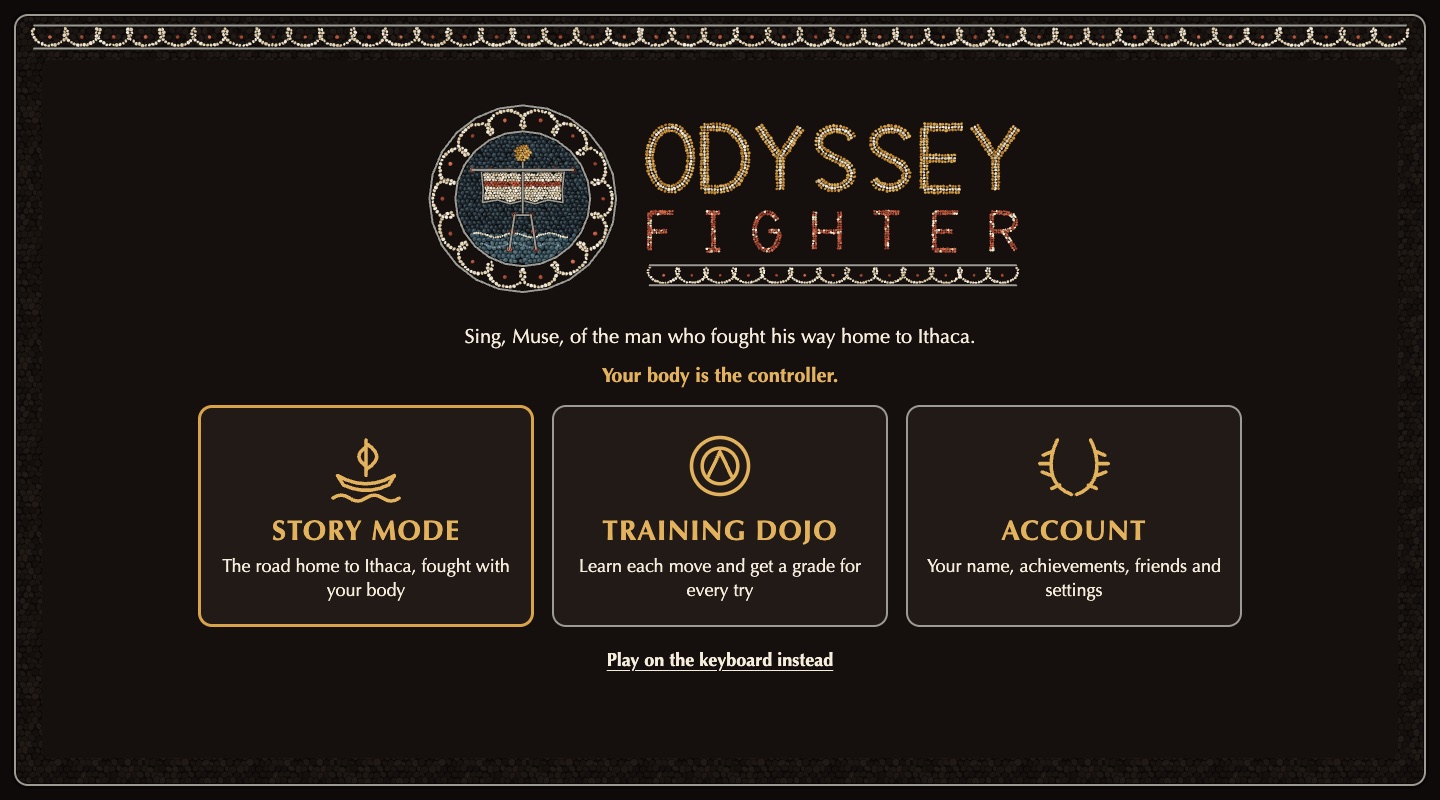 ODYSSEY
FIGHTER
Sing, Muse, of the man who fought his way home to Ithaca.
Your body is the controller.
STORY MODE
The road home to Ithaca, fought with
your body
TRAINING DOJO
Learn each move and get a grade for
every try
ACCOUNT
Your name, achievements, friends and
settings
Play on the keyboard instead